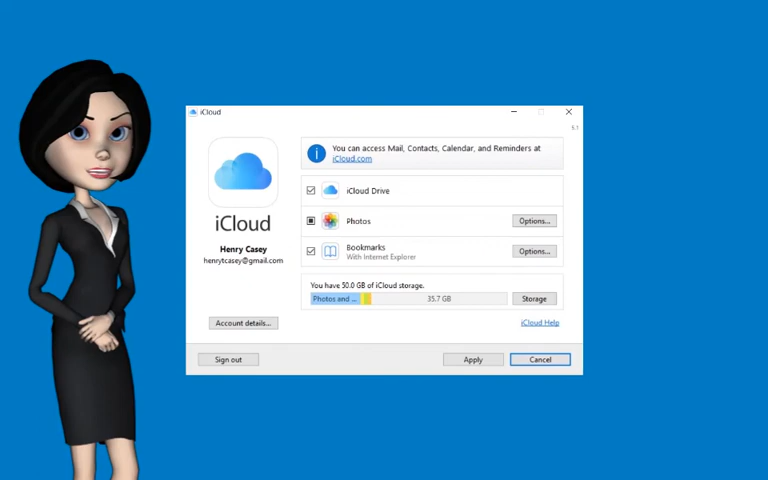 iCloud
5.1
You can access Mail, Contacts, Calendar, and Reminders at
iCloud.com
iCloud
Henry Casey
henrytcasey@gmail.com
Account details...
iCloud Drive
Photos
Options...
Bookmarks
With Internet Explorer
Options...
You have 50.0 GB of iCloud storage.
Photos and ...
35.7 GB
Storage
iCloud Help
Sign out
Apply
Cancel